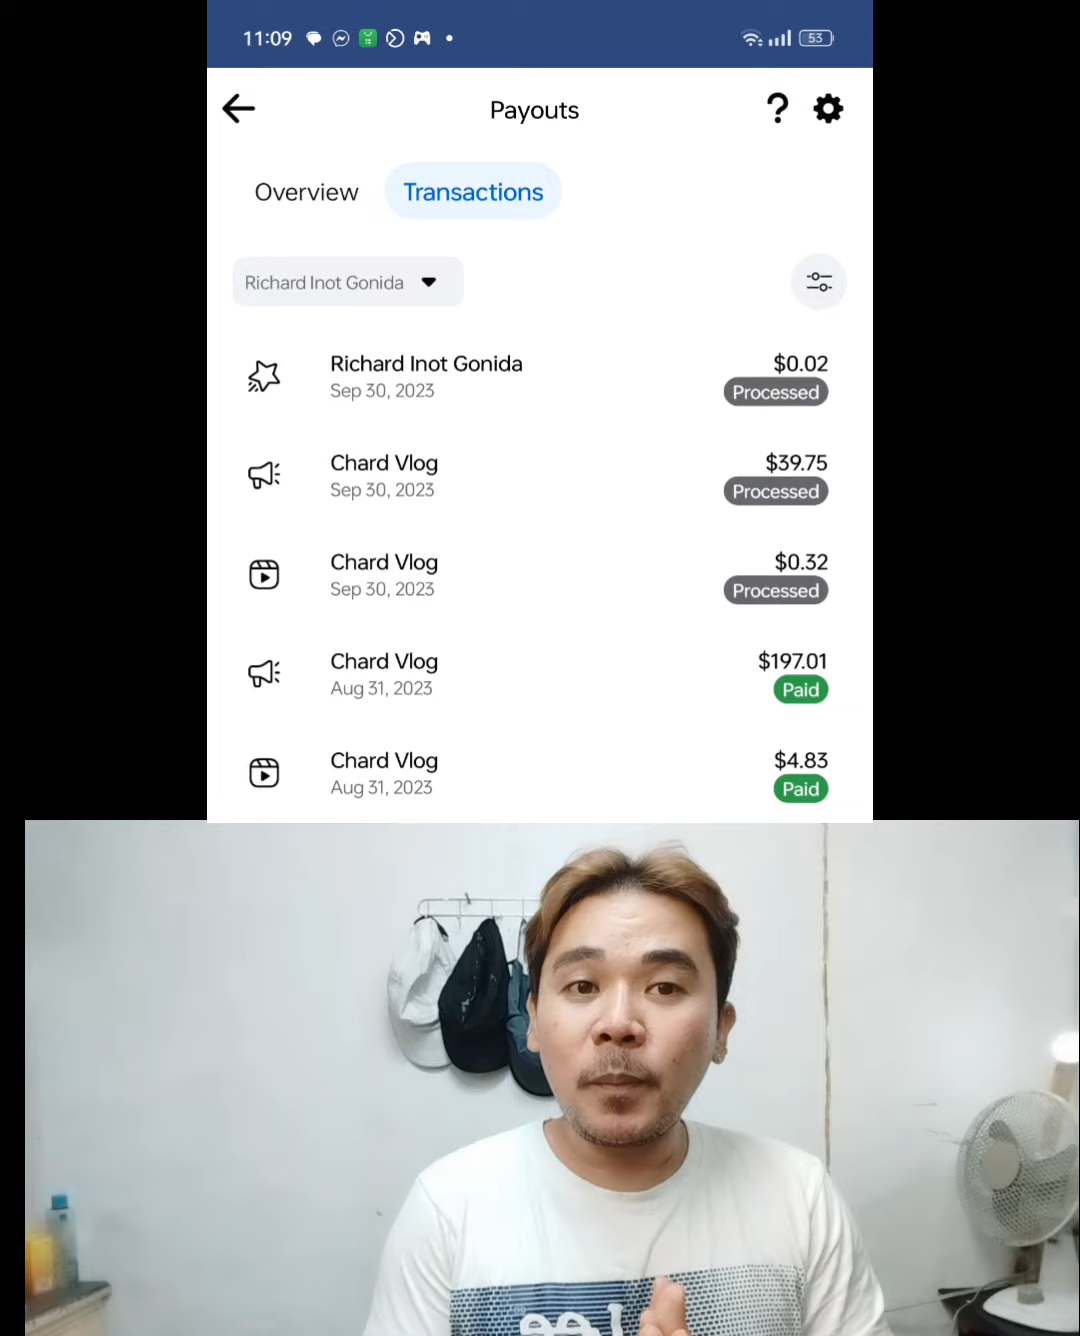 11:09
53
Payouts
Overview
Transactions
Richard Inot Gonida
Richard Inot Gonida
$0.02
Sep 30, 2023
Processed
Chard Vlog
$39.75
Sep 30, 2023
Processed
Chard Vlog
$0.32
Sep 30, 2023
Processed
Chard Vlog
$197.01
Aug 31, 2023
Paid
Chard Vlog
$4.83
Aug 31, 2023
Paid